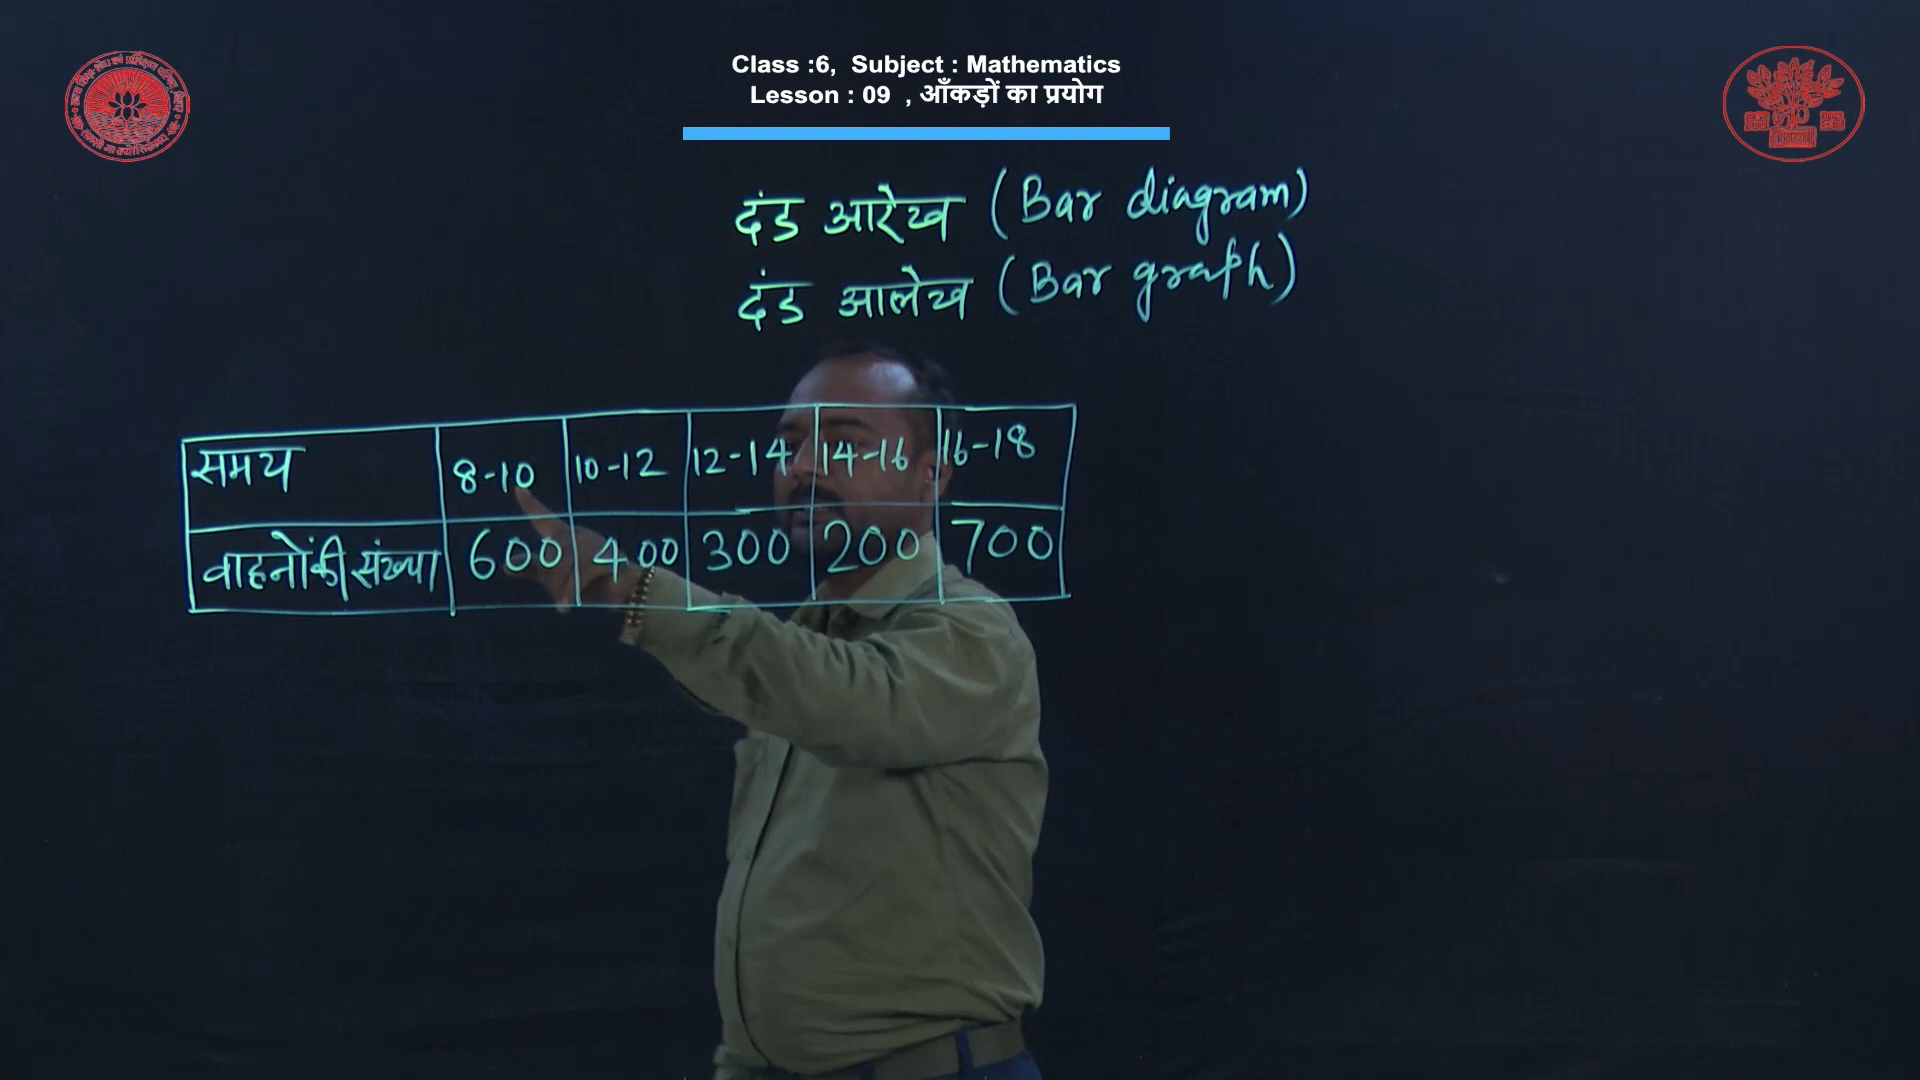 Class :6, Subject : Mathematics
Lesson : 09 , आँकड़ों का प्रयोग
दंड आरेख (Bar diagram)
दंड आलेख (Bar graph)
समय 8-10 10-12 12-14 14-16 16-18
वाहनों की संख्या 600 400 300 200 700